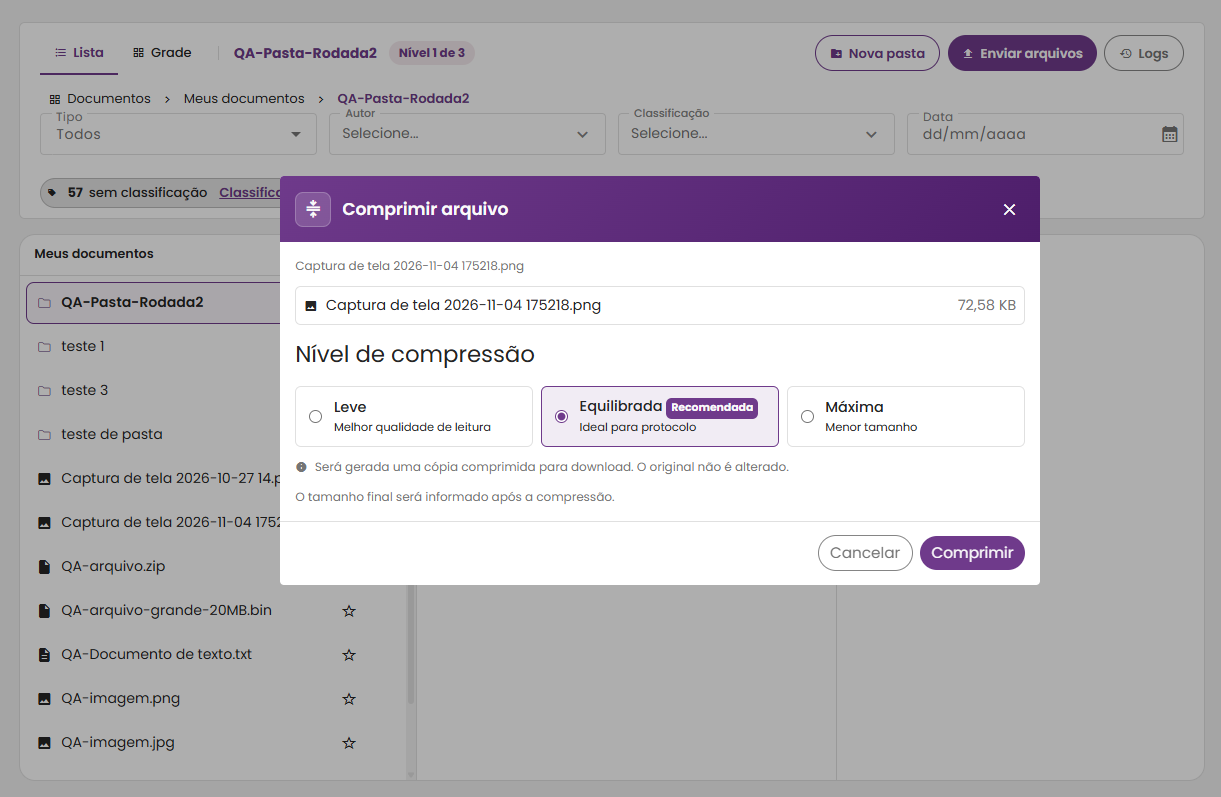 Lista Grade QA-Pasta-Rodada2 Nível 1 de 3 Nova pasta Enviar arquivos Logs
Documentos > Meus documentos > QA-Pasta-Rodada2
Tipo Autor Classificação Data
Todos Selecione... Selecione... dd/mm/aaaa
57 sem classificação Classific
Comprimir arquivo
Meus documentos
Captura de tela 2026-11-04 175218.png
Captura de tela 2026-11-04 175218.png 72,58 KB
Nível de compressão
Leve
Melhor qualidade de leitura
Equilibrada Recomendada
Ideal para protocolo
Máxima
Menor tamanho
Será gerada uma cópia comprimida para download. O original não é alterado.
O tamanho final será informado após a compressão.
Cancelar Comprimir
QA-Pasta-Rodada2
teste 1
teste 3
teste de pasta
Captura de tela 2026-10-27 14.p
Captura de tela 2026-11-04 1752
QA-arquivo.zip
QA-arquivo-grande-20MB.bin
QA-Documento de texto.txt
QA-imagem.png
QA-imagem.jpg